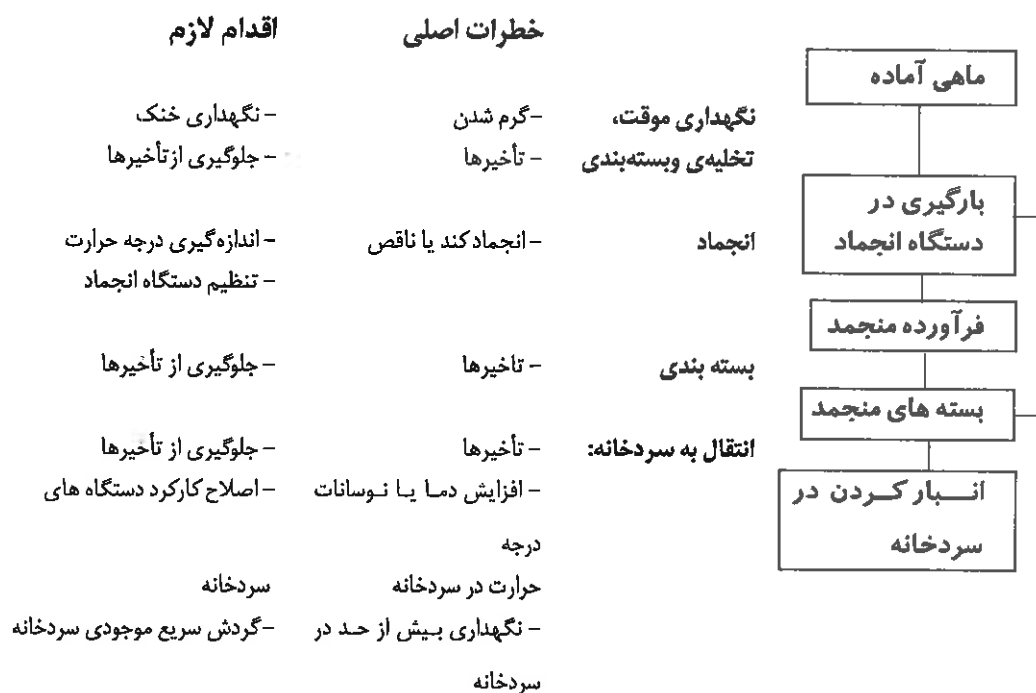 خطرات اصلی
اقدام لازم
ماهی آماده
نگهداری موقت،
–گرم شدن
– نگهداری خنک
تخلیه‌ی وبسته‌بندی
– تأخیرها
– جلوگیری ازتأخیرها
بارگیری در
دستگاه انجماد
انجماد
–انجماد کند یا ناقص
– اندازه‌گیری درجه حرارت
– تنظیم دستگاه انجماد
فرآورده منجمد
بسته بندی
– تاخیرها
– جلوگیری از تأخیرها
بسته های منجمد
انتقال به سردخانه:
– تأخیرها
– جلوگیری از تأخیرها
انبار کردن در
سردخانه
– افزایش دما یا نوسانات
–اصلاح کارکرد دستگاه های
درجه
حرارت در سردخانه
سردخانه
– نگهداری بیش از حد در
–گردش سریع موجودی سردخانه
سردخانه